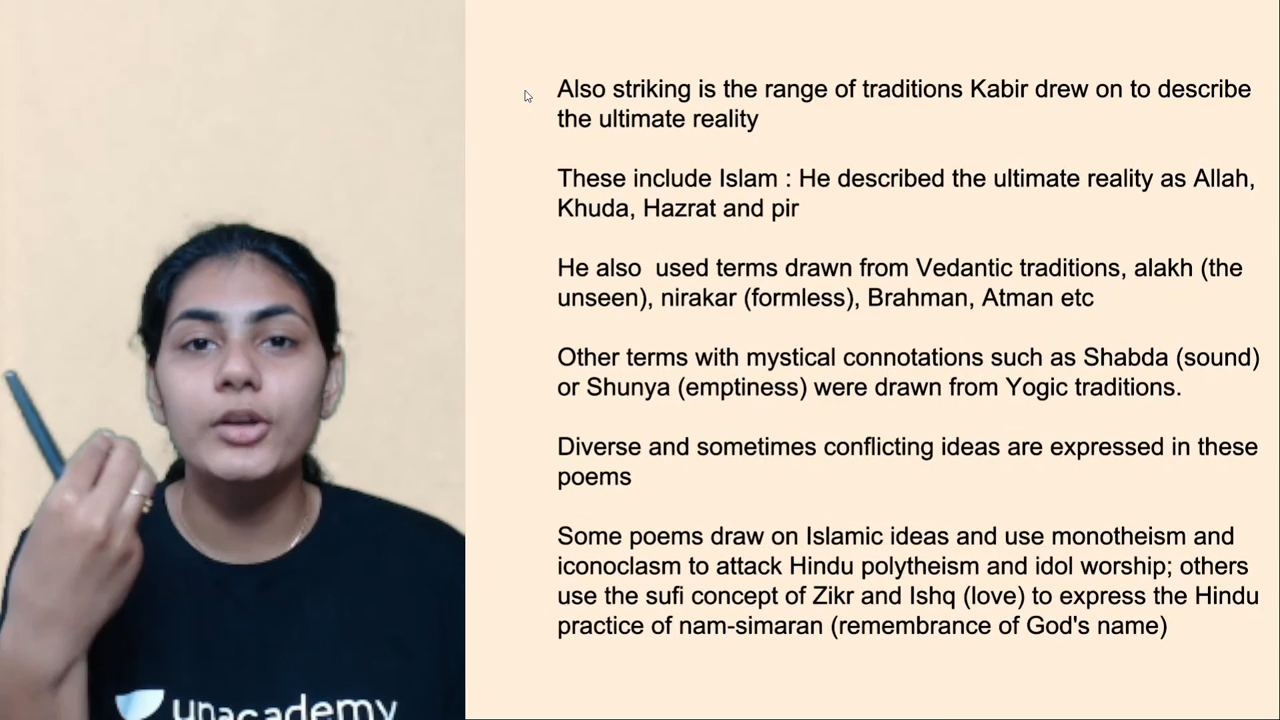 Also striking is the range of traditions Kabir drew on to describe
the ultimate reality
These include Islam : He described the ultimate reality as Allah,
Khuda, Hazrat and pir
He also  used terms drawn from Vedantic traditions, alakh (the
unseen), nirakar (formless), Brahman, Atman etc
Other terms with mystical connotations such as Shabda (sound)
or Shunya (emptiness) were drawn from Yogic traditions.
Diverse and sometimes conflicting ideas are expressed in these
poems
Some poems draw on Islamic ideas and use monotheism and
iconoclasm to attack Hindu polytheism and idol worship; others
use the sufi concept of Zikr and Ishq (love) to express the Hindu
practice of nam-simaran (remembrance of God's name)
unacademy